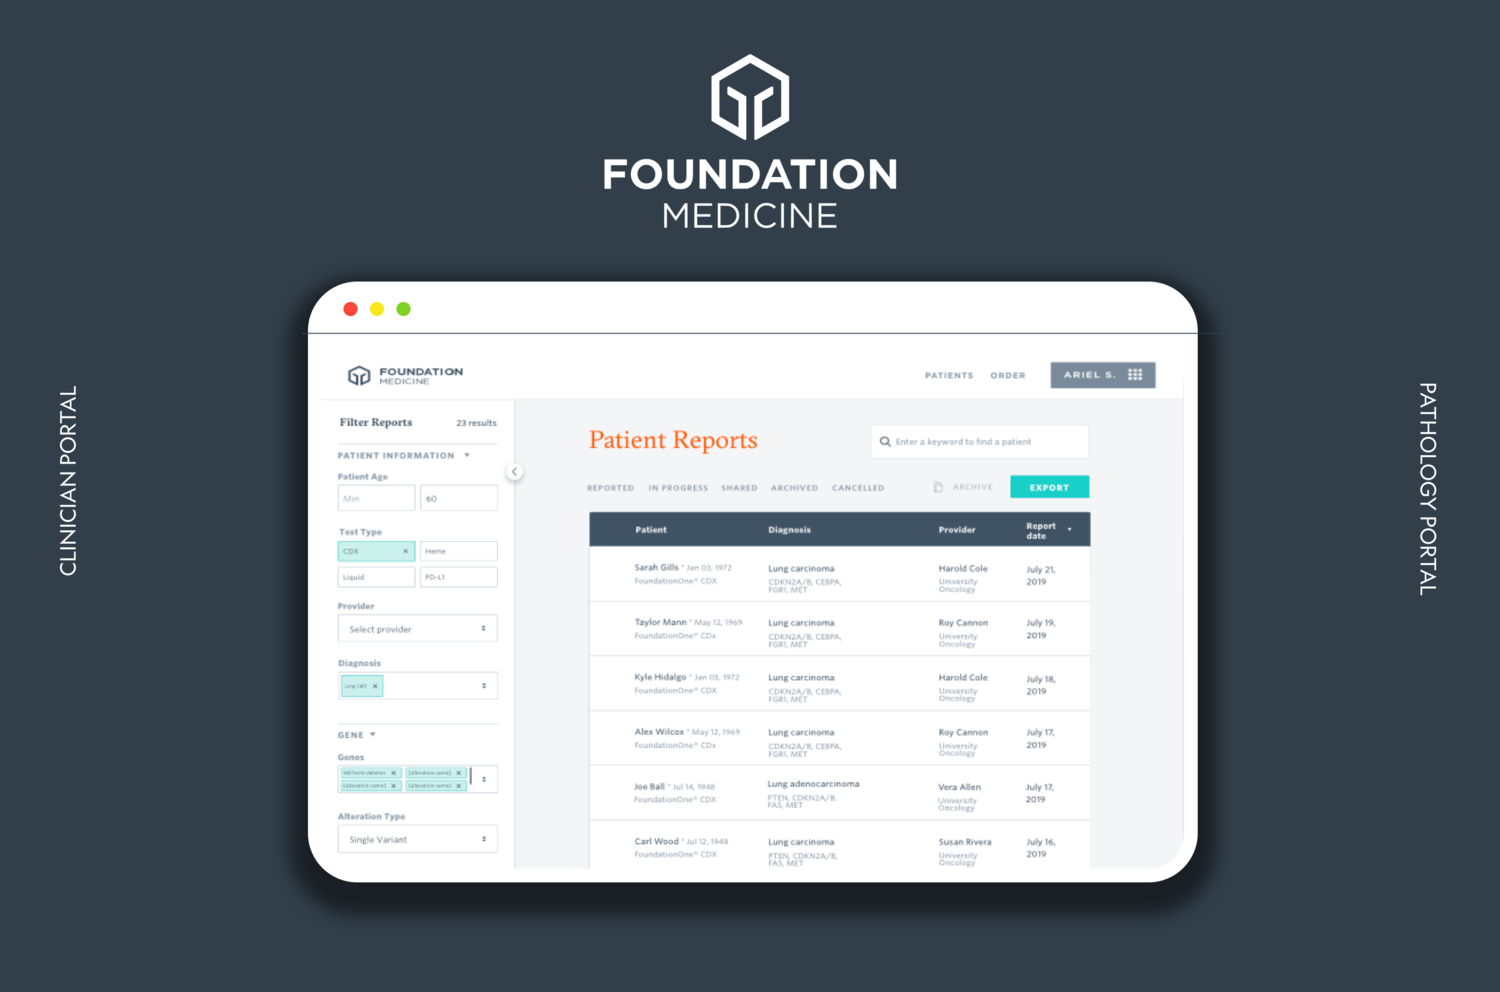 FOUNDATION
MEDICINE
CLINICIAN PORTAL
PATHOLOGY PORTAL
FOUNDATION
MEDICINE
PATIENTS
ORDER
ARIEL S.
Filter Reports
23 results
PATIENT INFORMATION
Patient Age
Min
60
Test Type
CDX
Heme
Liquid
PD-L1
Provider
Select provider
Diagnosis
GENE
Genes
deletion
[alteration name]
[alteration name]
[alteration name]
Alteration Type
Single Variant
Patient Reports
Enter a keyword to find a patient
REPORTED
IN PROGRESS
SHARED
ARCHIVED
CANCELLED
ARCHIVE
EXPORT
Patient
Diagnosis
Provider
Report
date
Sarah Gills * Jan 03, 1972
FoundationOne® CDX
Lung carcinoma
CDKN2A/B, CEBPA,
FGR1, MET
Harold Cole
University
Oncology
July 21,
2019
Taylor Mann * May 12, 1969
FoundationOne® CDx
Lung carcinoma
CDKN2A/B, CEBPA,
FGR1, MET
Roy Cannon
University
Oncology
July 19,
2019
Kyle Hidalgo * Jan 03, 1972
FoundationOne® CDX
Lung carcinoma
CDKN2A/B, CEBPA,
FGR1, MET
Harold Cole
University
Oncology
July 18,
2019
Alex Wilcox * May 12, 1969
FoundationOne® CDx
Lung carcinoma
CDKN2A/B, CEBPA,
FGR1, MET
Roy Cannon
University
Oncology
July 17,
2019
Joe Ball * Jul 14, 1948
FoundationOne® CDX
Lung adenocarcinoma
PTEN, CDKN2A/B,
FAS, MET
Vera Allen
University
Oncology
July 17,
2019
Carl Wood * Jul 12, 1948
FoundationOne® CDX
Lung carcinoma
PTEN, CDKN2A/B,
FAS, MET
Susan Rivera
University
Oncology
July 16,
2019